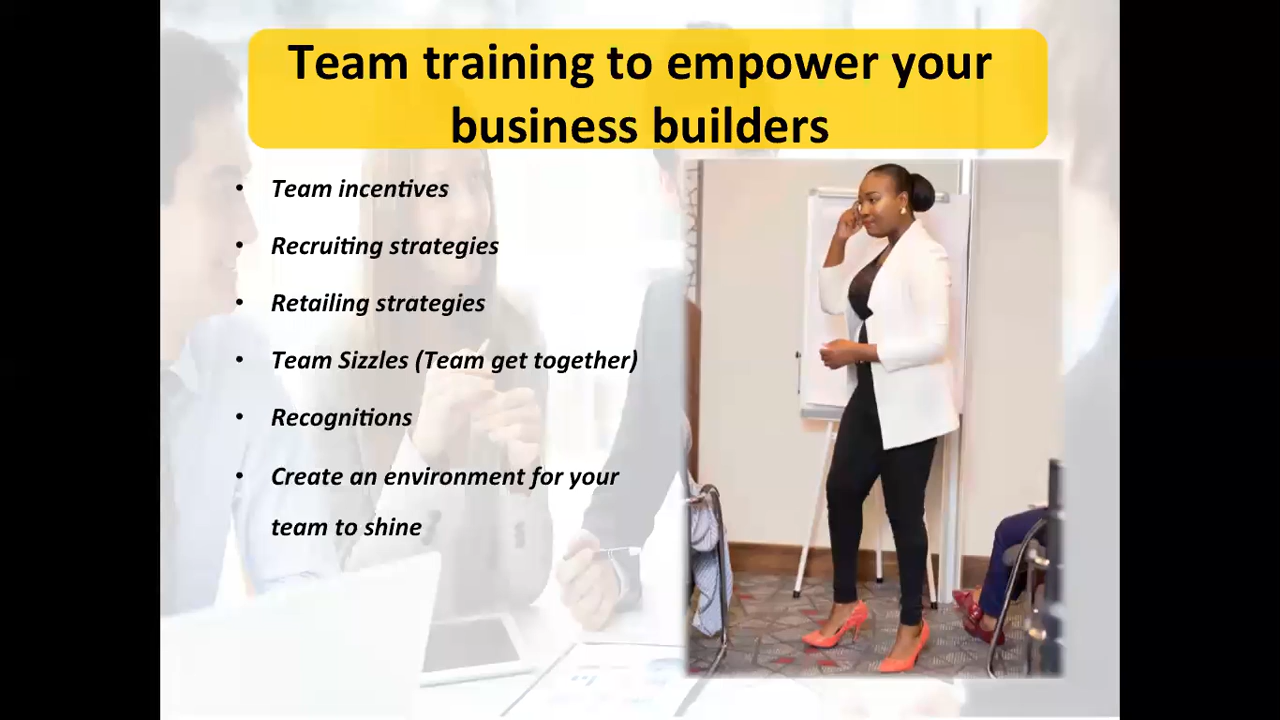 Team training to empower your
business builders
• Team incentives
• Recruiting strategies
• Retailing strategies
• Team Sizzles (Team get together)
• Recognitions
• Create an environment for your
team to shine